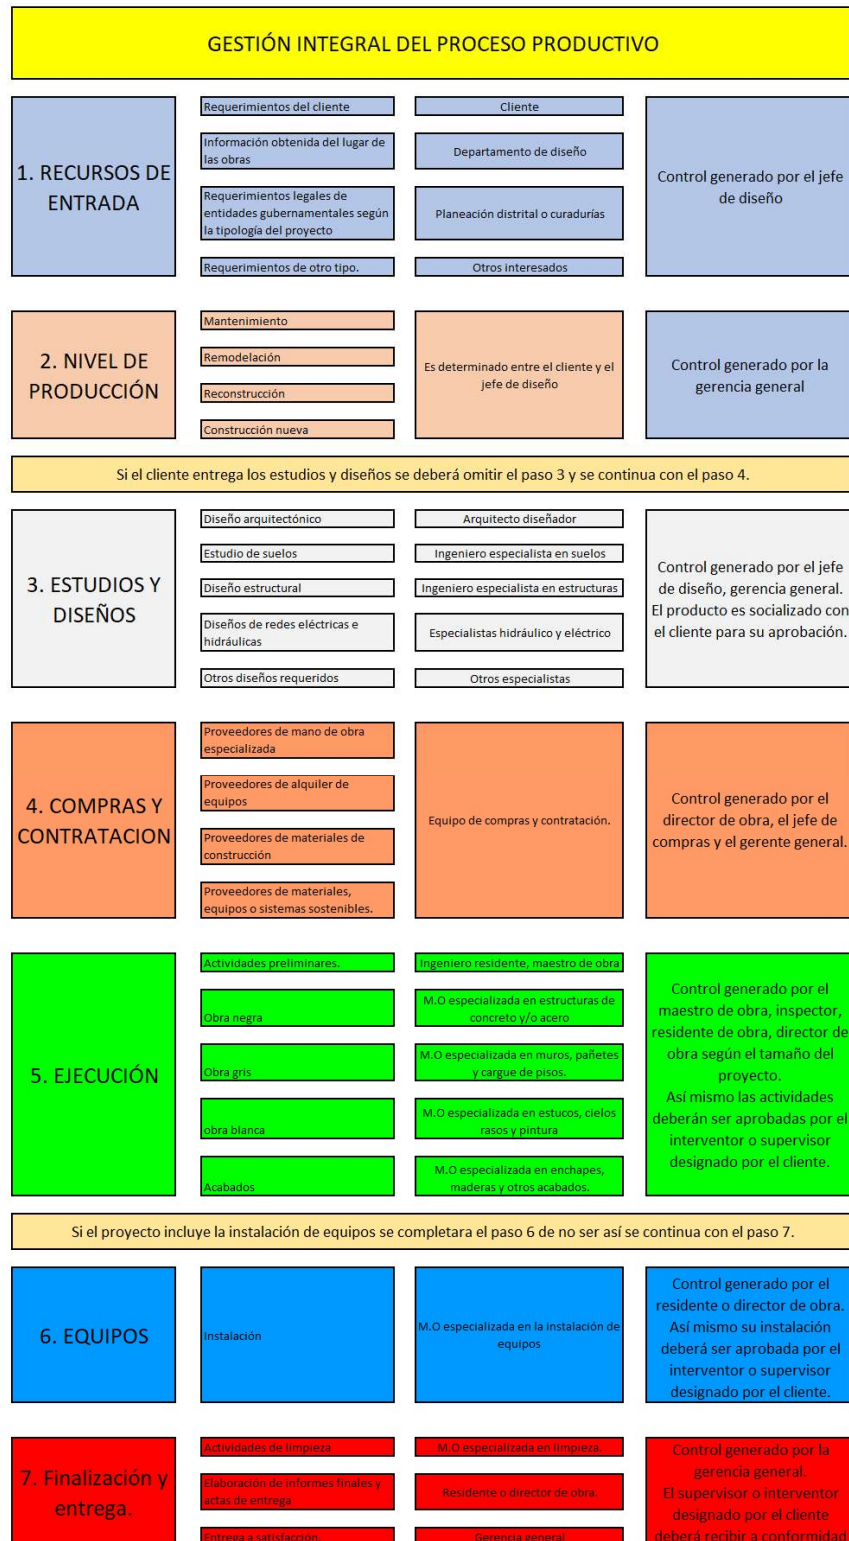 GESTIÓN INTEGRAL DEL PROCESO PRODUCTIVO
1. RECURSOS DE
ENTRADA
Requerimientos del cliente
Cliente
Información obtenida del lugar de
las obras
Departamento de diseño
Requerimientos legales de
entidades gubernamentales según
la tipología del proyecto
Planeación distrital o curadurías
Requerimientos de otro tipo.
Otros interesados
Control generado por el jefe
de diseño
2. NIVEL DE
PRODUCCIÓN
Mantenimiento
Remodelación
Reconstrucción
Construcción nueva
Es determinado entre el cliente y el
jefe de diseño
Control generado por la
gerencia general
Si el cliente entrega los estudios y diseños se deberá omitir el paso 3 y se continua con el paso 4.
3. ESTUDIOS Y
DISEÑOS
Diseño arquitectónico
Arquitecto diseñador
Estudio de suelos
Ingeniero especialista en suelos
Diseño estructural
Ingeniero especialista en estructuras
Diseños de redes eléctricas e
hidráulicas
Especialistas hidráulico y eléctrico
Otros diseños requeridos
Otros especialistas
Control generado por el jefe
de diseño, gerencia general.
El producto es socializado con
el cliente para su aprobación.
4. COMPRAS Y
CONTRATACION
Proveedores de mano de obra
especializada
Proveedores de alquiler de
equipos
Proveedores de materiales de
construcción
Proveedores de materiales,
equipos o sistemas sostenibles.
Equipo de compras y contratación.
Control generado por el
director de obra, el jefe de
compras y el gerente general.
5. EJECUCIÓN
Actividades preliminares.
Ingeniero residente, maestro de obra
Obra negra
M.O especializada en estructuras de
concreto y/o acero
Obra gris
M.O especializada en muros, pañetes
y cargue de pisos.
obra blanca
M.O especializada en estucos, cielos
rasos y pintura
Acabados
M.O especializada en enchapes,
maderas y otros acabados.
Control generado por el
maestro de obra, inspector,
residente de obra, director de
obra según el tamaño del
proyecto.
Así mismo las actividades
deberán ser aprobadas por el
interventor o supervisor
designado por el cliente.
Si el proyecto incluye la instalación de equipos se completara el paso 6 de no ser así se continua con el paso 7.
6. EQUIPOS
Instalación
M.O especializada en la instalación de
equipos
Control generado por el
residente o director de obra.
Así mismo su instalación
deberá ser aprobada por el
interventor o supervisor
designado por el cliente.
7. Finalización y
entrega.
Actividades de limpieza
M.O especializada en limpieza.
Elaboración de informes finales y
actas de entrega
Residente o director de obra.
Entrega a satisfacción.
Gerencia general
Control generado por la
gerencia general.
El supervisor o interventor
designado por el cliente
deberá recibir a conformidad